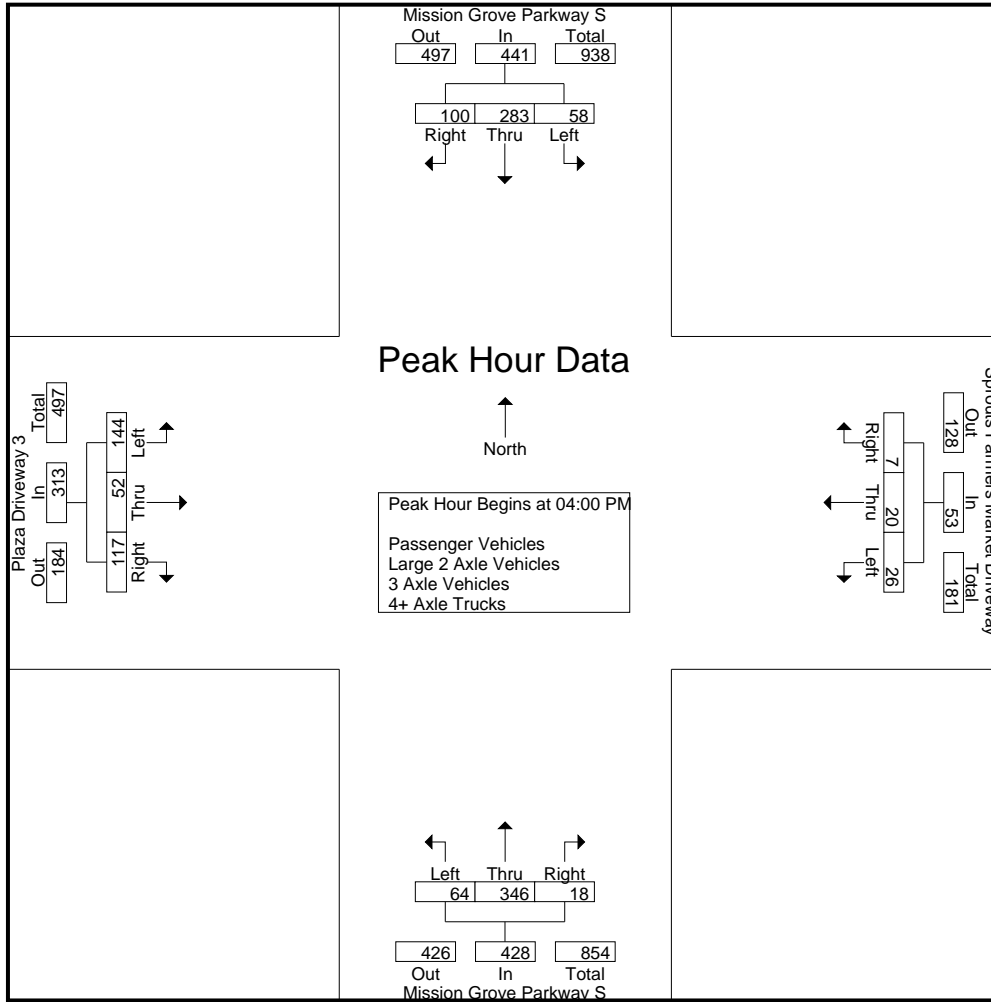 Mission Grove Parkway S
Out In Total
497 441 938
100 283 58
Right Thru Left
Peak Hour Data
North
Peak Hour Begins at 04:00 PM
Passenger Vehicles
Large 2 Axle Vehicles
3 Axle Vehicles
4+ Axle Trucks
Plaza Driveway 3
Out In Total
184 313 497
144 52 117
Left Thru Right
Sprouts Farmers Market Driveway
Out In Total
128 53 181
7 20 26
Right Thru Left
Left Thru Right
64 346 18
426 428 854
Out In Total
Mission Grove Parkway S